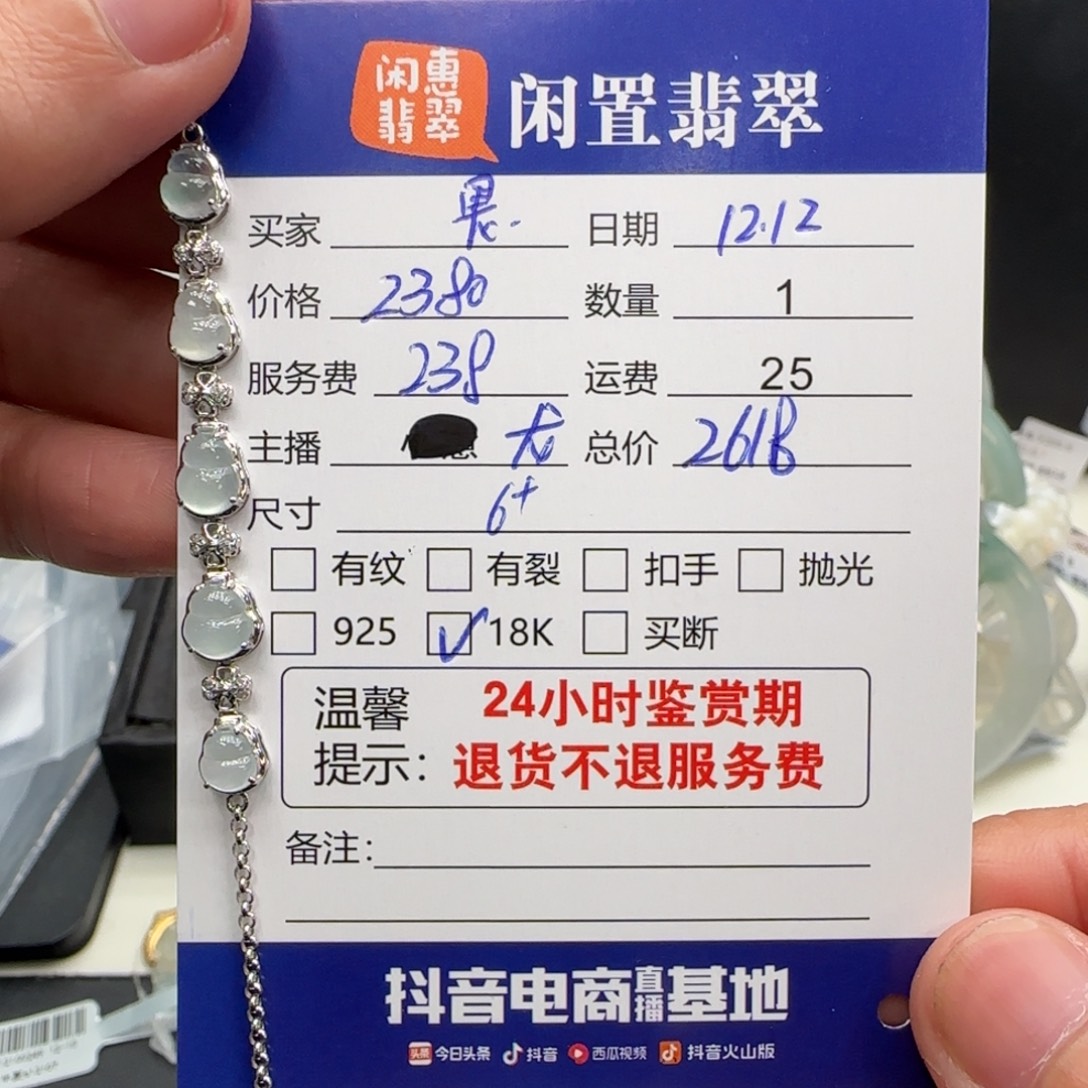 闲惠
翡翠
闲置翡翠
买家 日期 12.12
价格 2380 数量 1
服务费 238 运费 25
主播 总价 2618
尺寸 6+
有纹 有裂 扣手 抛光
925 ✓ 18K 买断
温馨 24小时鉴赏期
提示: 退货不退服务费
备注:
抖音电商直播基地
头条 今日头条 抖音 西瓜视频 抖音火山版